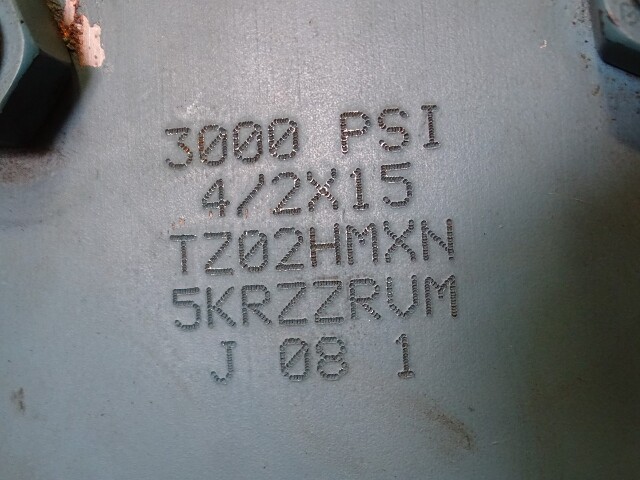 3000 PSI
4/2X15
TZ02HMXN
5KRZZRVM
J 08 1